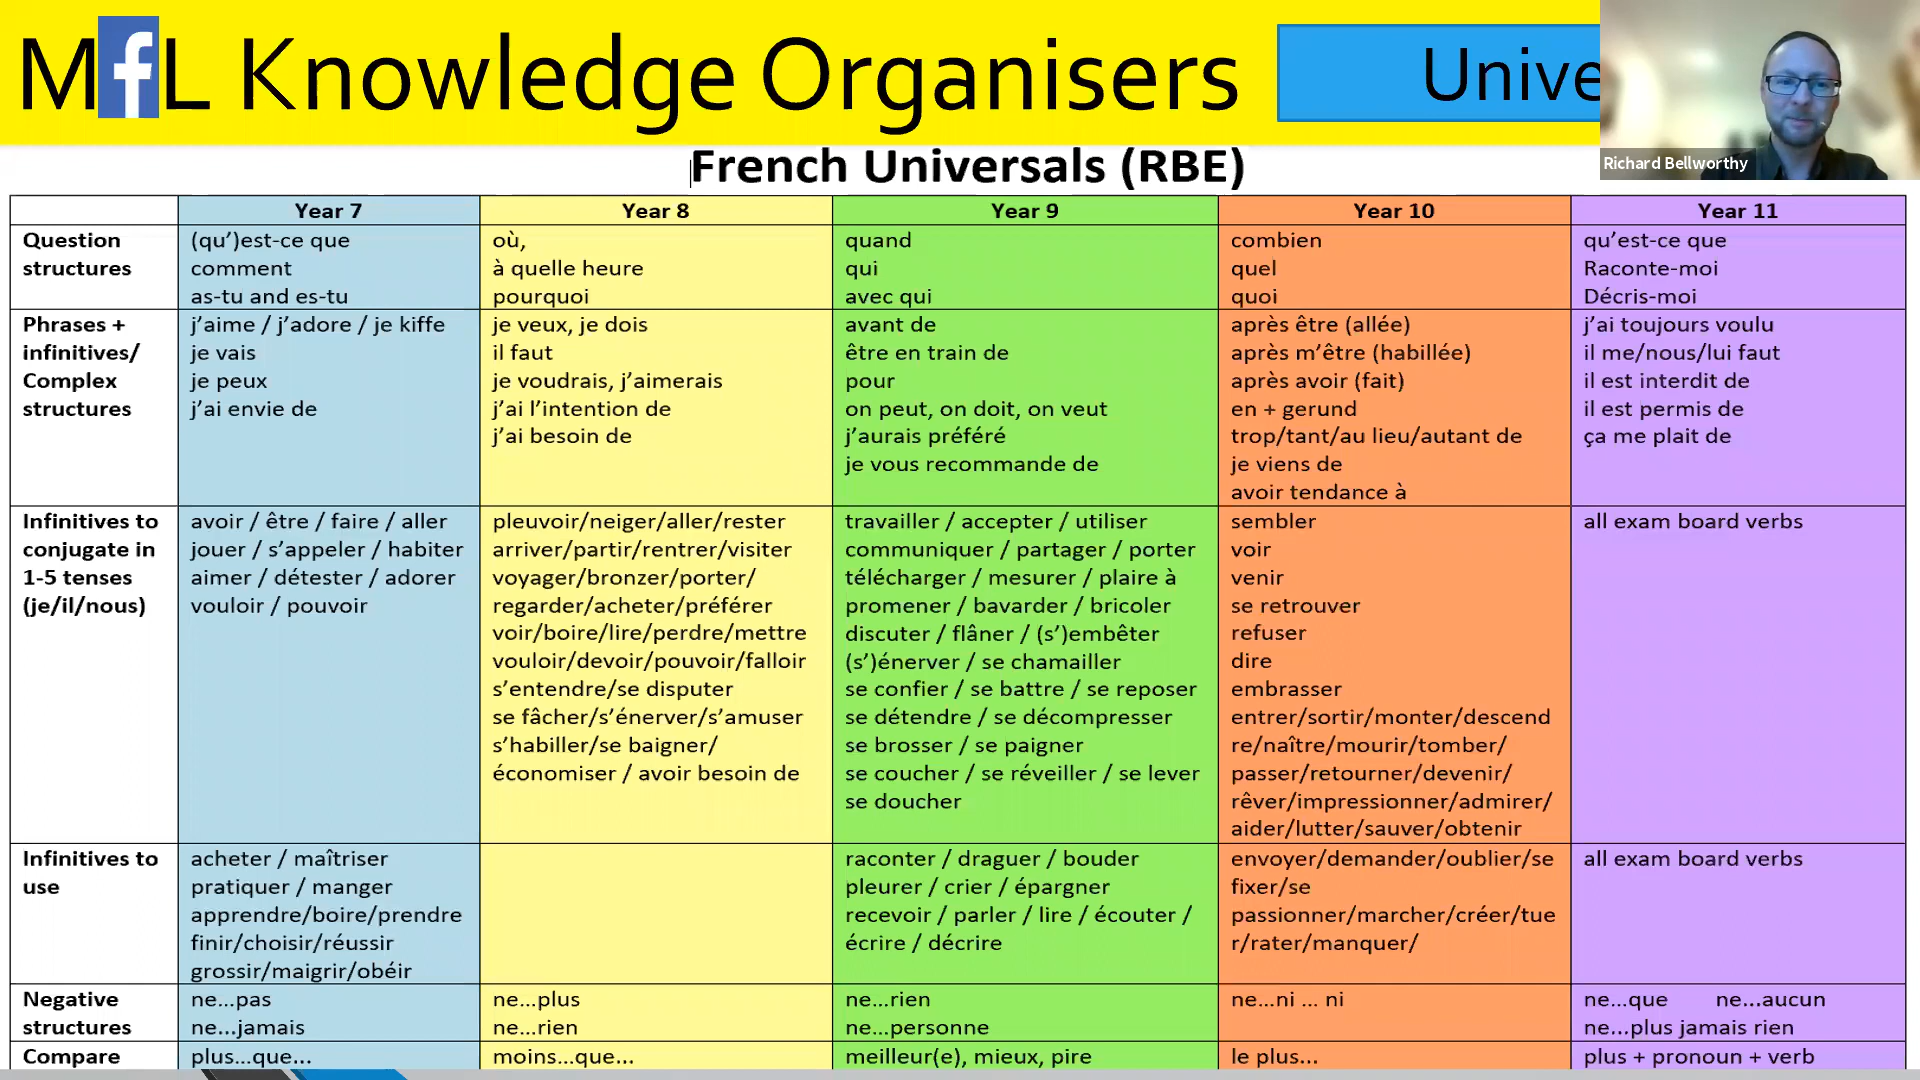 MfL Knowledge Organisers
Unive
Richard Bellworthy
French Universals (RBE)
Year 7
Year 8
Year 9
Year 10
Year 11
Question
structures
(qu’)est-ce que
comment
as-tu and es-tu
où,
à quelle heure
pourquoi
quand
qui
avec qui
combien
quel
quoi
qu’est-ce que
Raconte-moi
Décris-moi
Phrases +
infinitives/
Complex
structures
j’aime / j’adore / je kiffe
je vais
je peux
j’ai envie de
je veux, je dois
il faut
je voudrais, j’aimerais
j’ai l’intention de
j’ai besoin de
avant de
être en train de
pour
on peut, on doit, on veut
j’aurais préféré
je vous recommande de
après être (allée)
après m’être (habillée)
après avoir (fait)
en + gerund
trop/tant/au lieu/autant de
je viens de
avoir tendance à
j’ai toujours voulu
il me/nous/lui faut
il est interdit de
il est permis de
ça me plait de
Infinitives to
conjugate in
1-5 tenses
(je/il/nous)
avoir / être / faire / aller
jouer / s’appeler / habiter
aimer / détester / adorer
vouloir / pouvoir
pleuvoir/neiger/aller/rester
arriver/partir/rentrer/visiter
voyager/bronzer/porter/
regarder/acheter/préférer
voir/boire/lire/perdre/mettre
vouloir/devoir/pouvoir/falloir
s’entendre/se disputer
se fâcher/s’énerver/s’amuser
s’habiller/se baigner/
économiser / avoir besoin de
travailler / accepter / utiliser
communiquer / partager / porter
télécharger / mesurer / plaire à
promener / bavarder / bricoler
discuter / flâner / (s’)embêter
(s’)énerver / se chamailler
se confier / se battre / se reposer
se détendre / se décompresser
se brosser / se paigner
se coucher / se réveiller / se lever
se doucher
sembler
voir
venir
se retrouver
refuser
dire
embrasser
entrer/sortir/monter/descend
re/naître/mourir/tomber/
passer/retourner/devenir/
rêver/impressionner/admirer/
aider/lutter/sauver/obtenir
all exam board verbs
Infinitives to
use
acheter / maîtriser
pratiquer / manger
apprendre/boire/prendre
finir/choisir/réussir
grossir/maigrir/obéir
raconter / draguer / bouder
pleurer / crier / épargner
recevoir / parler / lire / écouter /
écrire / décrire
envoyer/demander/oublier/se
fixer/se
passionner/marcher/créer/tue
r/rater/manquer/
all exam board verbs
Negative
structures
ne...pas
ne...jamais
ne...plus
ne...rien
ne...rien
ne...personne
ne...ni ... ni
ne...que ne...aucun
ne...plus jamais rien
Compare
plus...que...
moins...que...
meilleur(e), mieux, pire
le plus...
plus + pronoun + verb